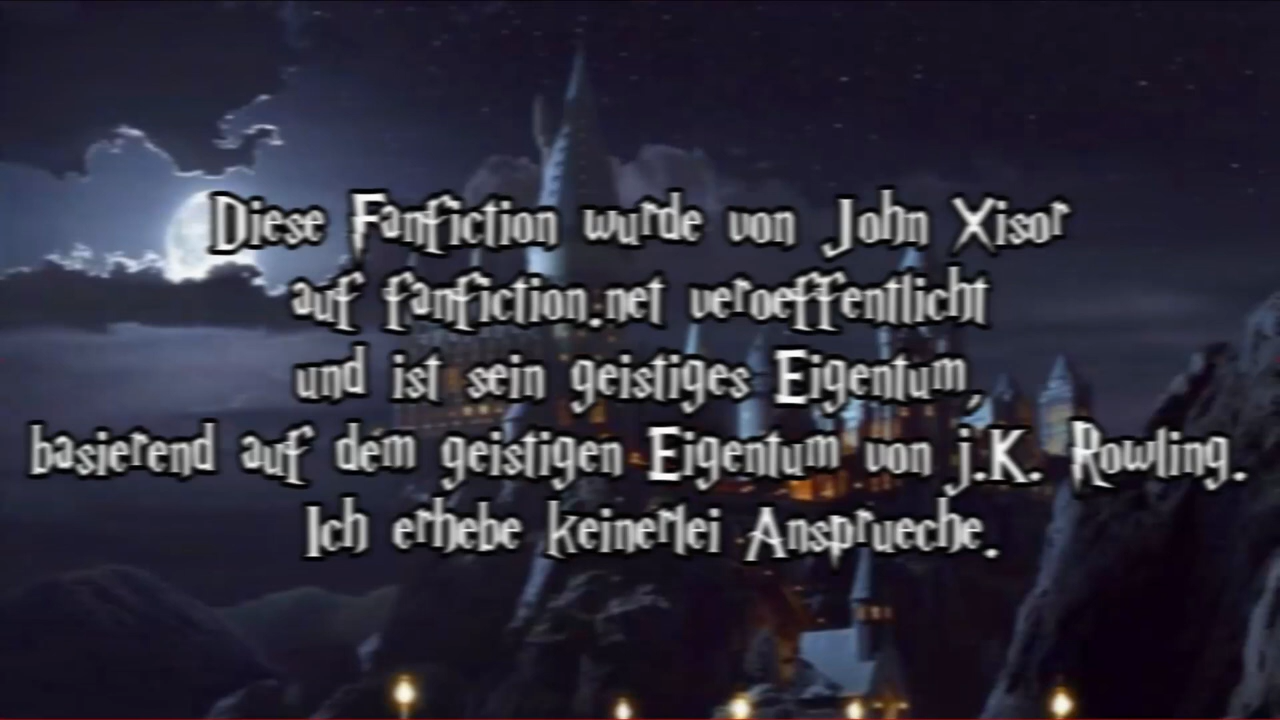 Diese Fanfiction wurde von John Xisor
auf fanfiction.net veroeffentlicht
und ist sein geistiges Eigentum,
basierend auf dem geistigen Eigentum von j.K. Rowling.
Ich erhebe keinerlei Ansprueche.